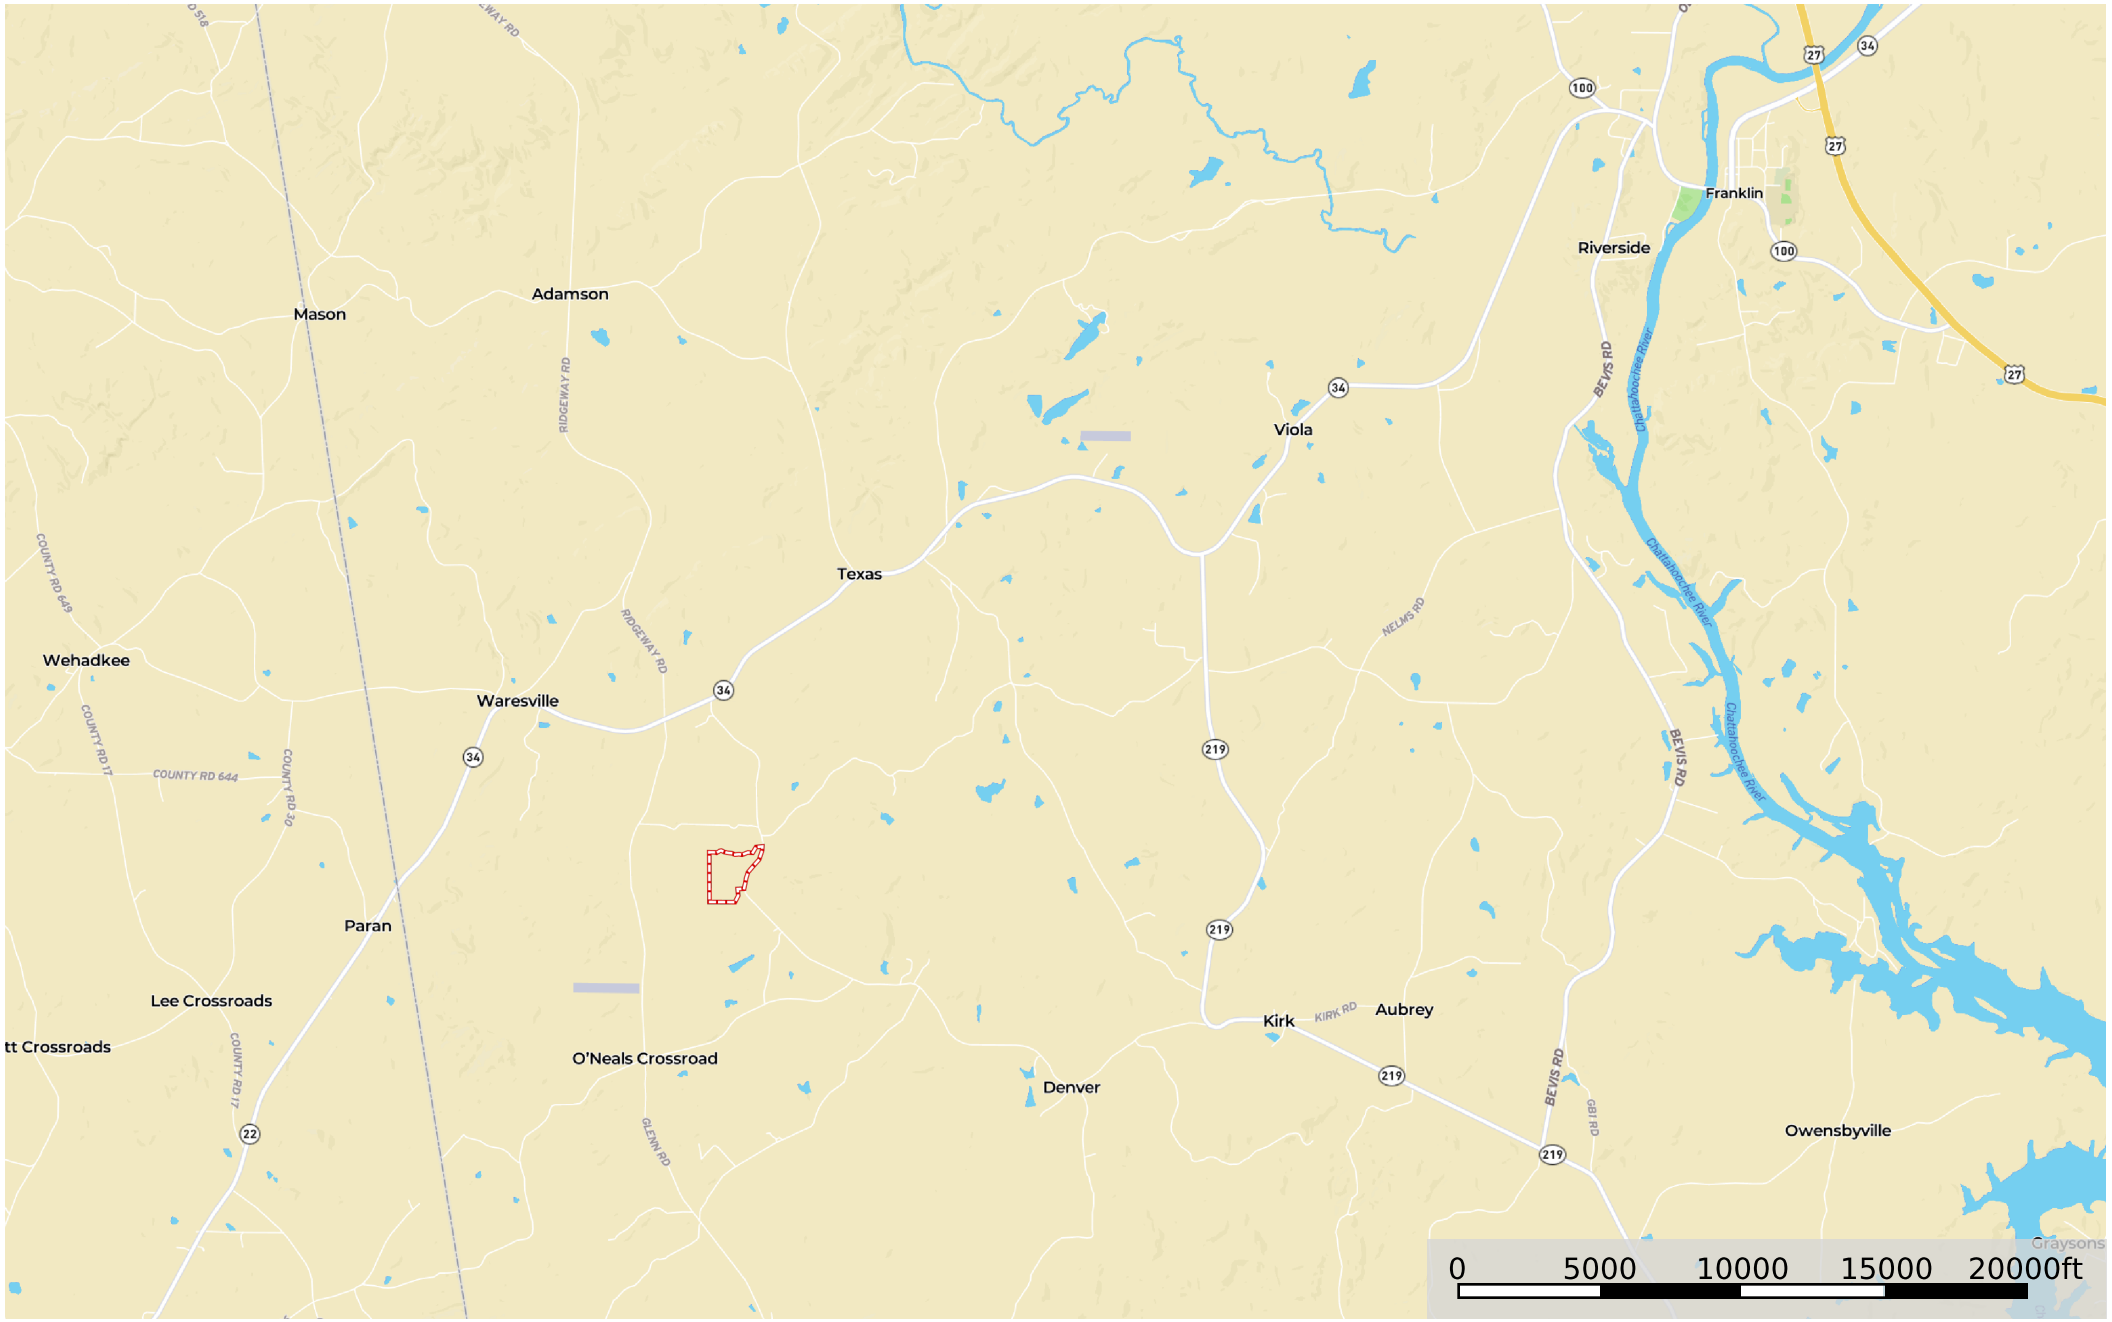 RIDGEWAY RD
27
34
100
27
Franklin
Riverside
100
Adamson
Mason
RIDGEWAY RD
BEVIS RD
Chattahoochee River
27
34
Viola
COUNTY RD 649
Chattahoochee River
Texas
NELMS RD
RIDGEWAY RD
Wehadkee
34
Waresville
COUNTY RD 17
Chattahoochee River
219
BEVIS RD
34
COUNTY RD 644
COUNTY RD 30
Paran
219
Lee Crossroads
KIRK RD
Aubrey
Kirk
tt Crossroads
O'Neals Crossroad
COUNTY RD 17
219
BEVIS RD
Denver
GBI RD
22
GLENN RD
Owensbyville
219
Graysons
0 5000 10000 15000 20000ft